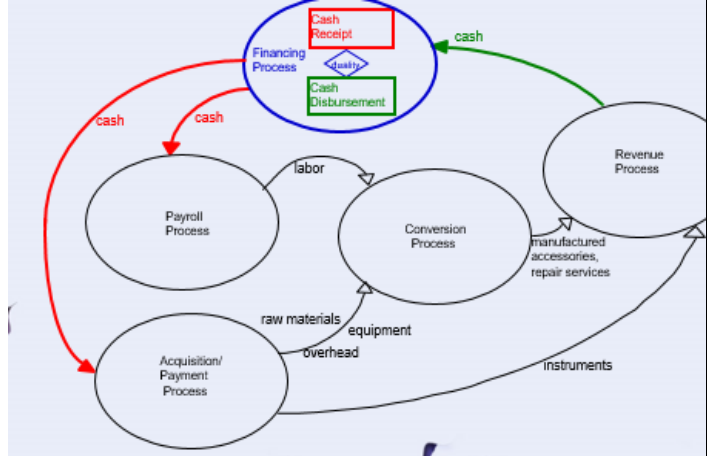 Cash
Receipt
Financing
Process
duality
Cash
Disbursement
cash
cash
cash
labor
Payroll
Process
Conversion
Process
Revenue
Process
manufactured
accessories,
repair services
raw materials
equipment
overhead
Acquisition/
Payment
Process
instruments